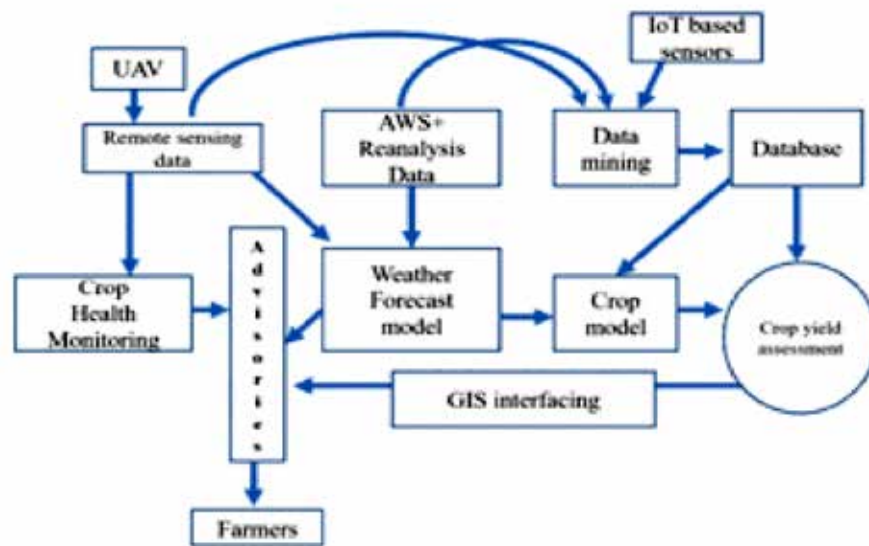 IoT based
sensors
UAV
Remote sensing
data
AWS+
Reanalysis
Data
Data
mining
Database
Advisories
Crop
Health
Monitoring
Weather
Forecast
model
Crop
model
Crop yield
assessment
GIS interfacing
Farmers